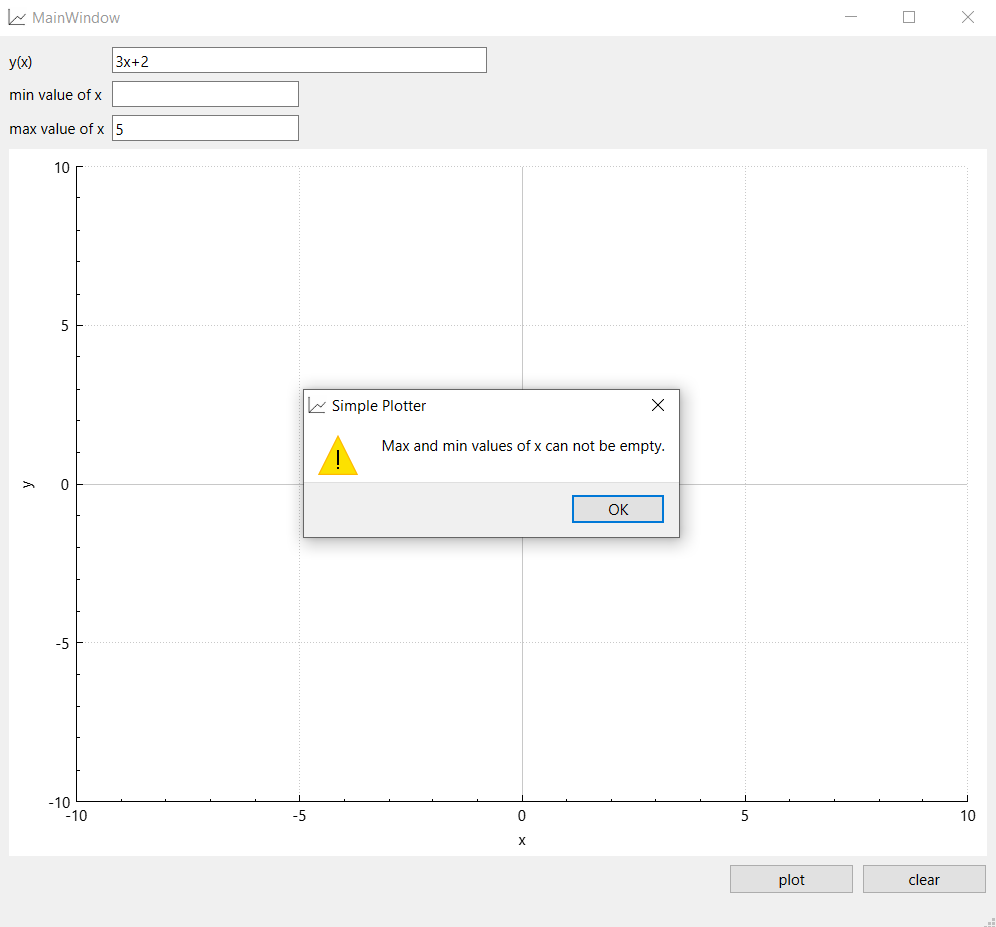 MainWindow
y(x)
3x+2
min value of x
max value of x
5
10
5
0
-5
-10
y
Simple Plotter
Max and min values of x can not be empty.
OK
-10
-5
0
5
10
x
plot
clear